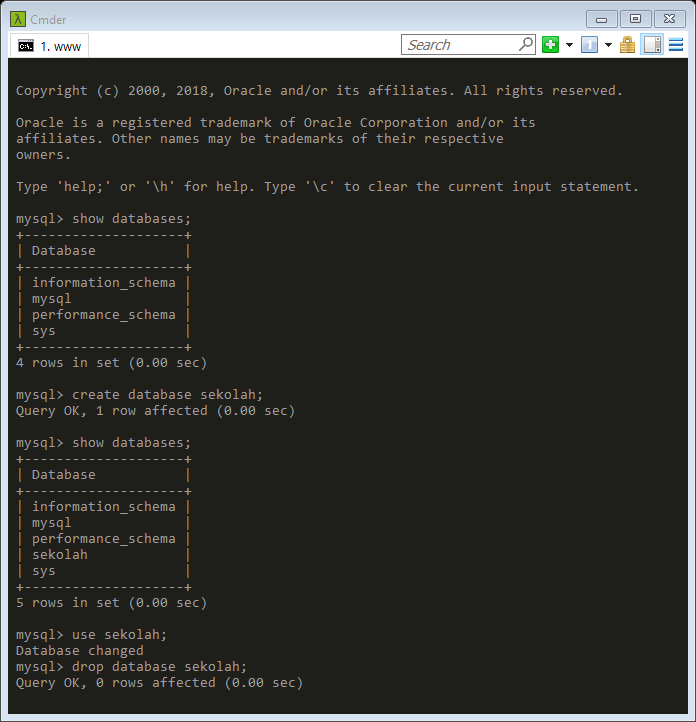 Cmder
1. www
Search
Copyright (c) 2000, 2018, Oracle and/or its affiliates. All rights reserved.
Oracle is a registered trademark of Oracle Corporation and/or its
affiliates. Other names may be trademarks of their respective
owners.
Type 'help;' or '\h' for help. Type '\c' to clear the current input statement.
mysql> show databases;
+--------------------+
| Database           |
+--------------------+
| information_schema |
| mysql              |
| performance_schema |
| sys                |
+--------------------+
4 rows in set (0.00 sec)
mysql> create database sekolah;
Query OK, 1 row affected (0.00 sec)
mysql> show databases;
+--------------------+
| Database           |
+--------------------+
| information_schema |
| mysql              |
| performance_schema |
| sekolah            |
| sys                |
+--------------------+
5 rows in set (0.00 sec)
mysql> use sekolah;
Database changed
mysql> drop database sekolah;
Query OK, 0 rows affected (0.00 sec)